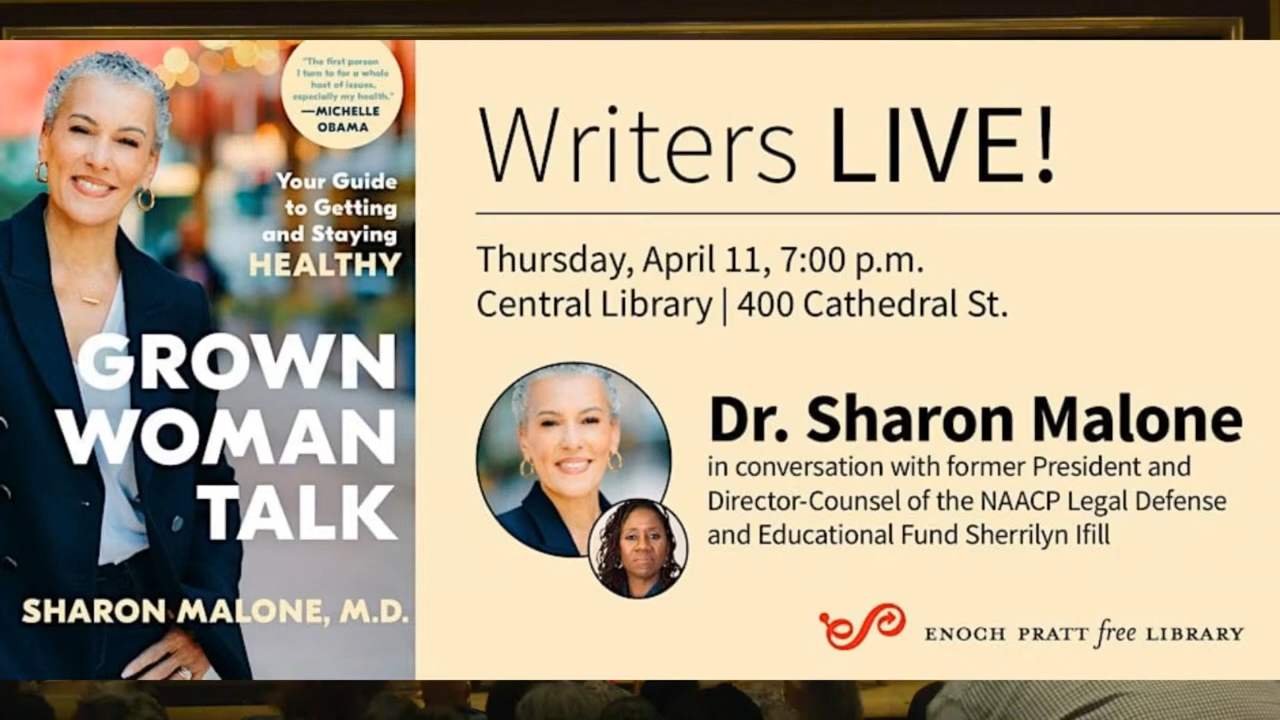 "The first person
I turn to for a whole
host of issues,
especially my health."
—MICHELLE
OBAMA
Your Guide
to Getting
and Staying
HEALTHY
GROWN
WOMAN
TALK
SHARON MALONE, M.D.
Writers LIVE!
Thursday, April 11, 7:00 p.m.
Central Library | 400 Cathedral St.
Dr. Sharon Malone
in conversation with former President and
Director-Counsel of the NAACP Legal Defense
and Educational Fund Sherrilyn Ifill
ENOCH PRATT free LIBRARY